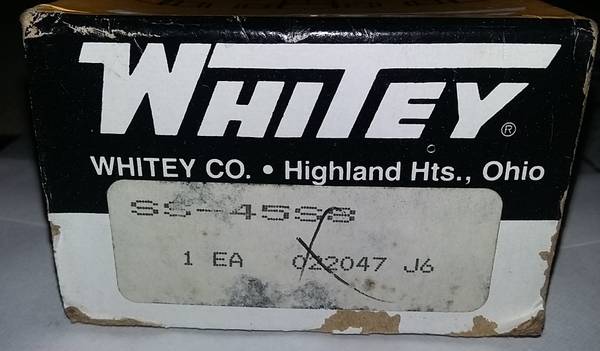 WHITEY®
WHITEY CO. • Highland Hts., Ohio
SS-45S8
1 EA 022047 J6